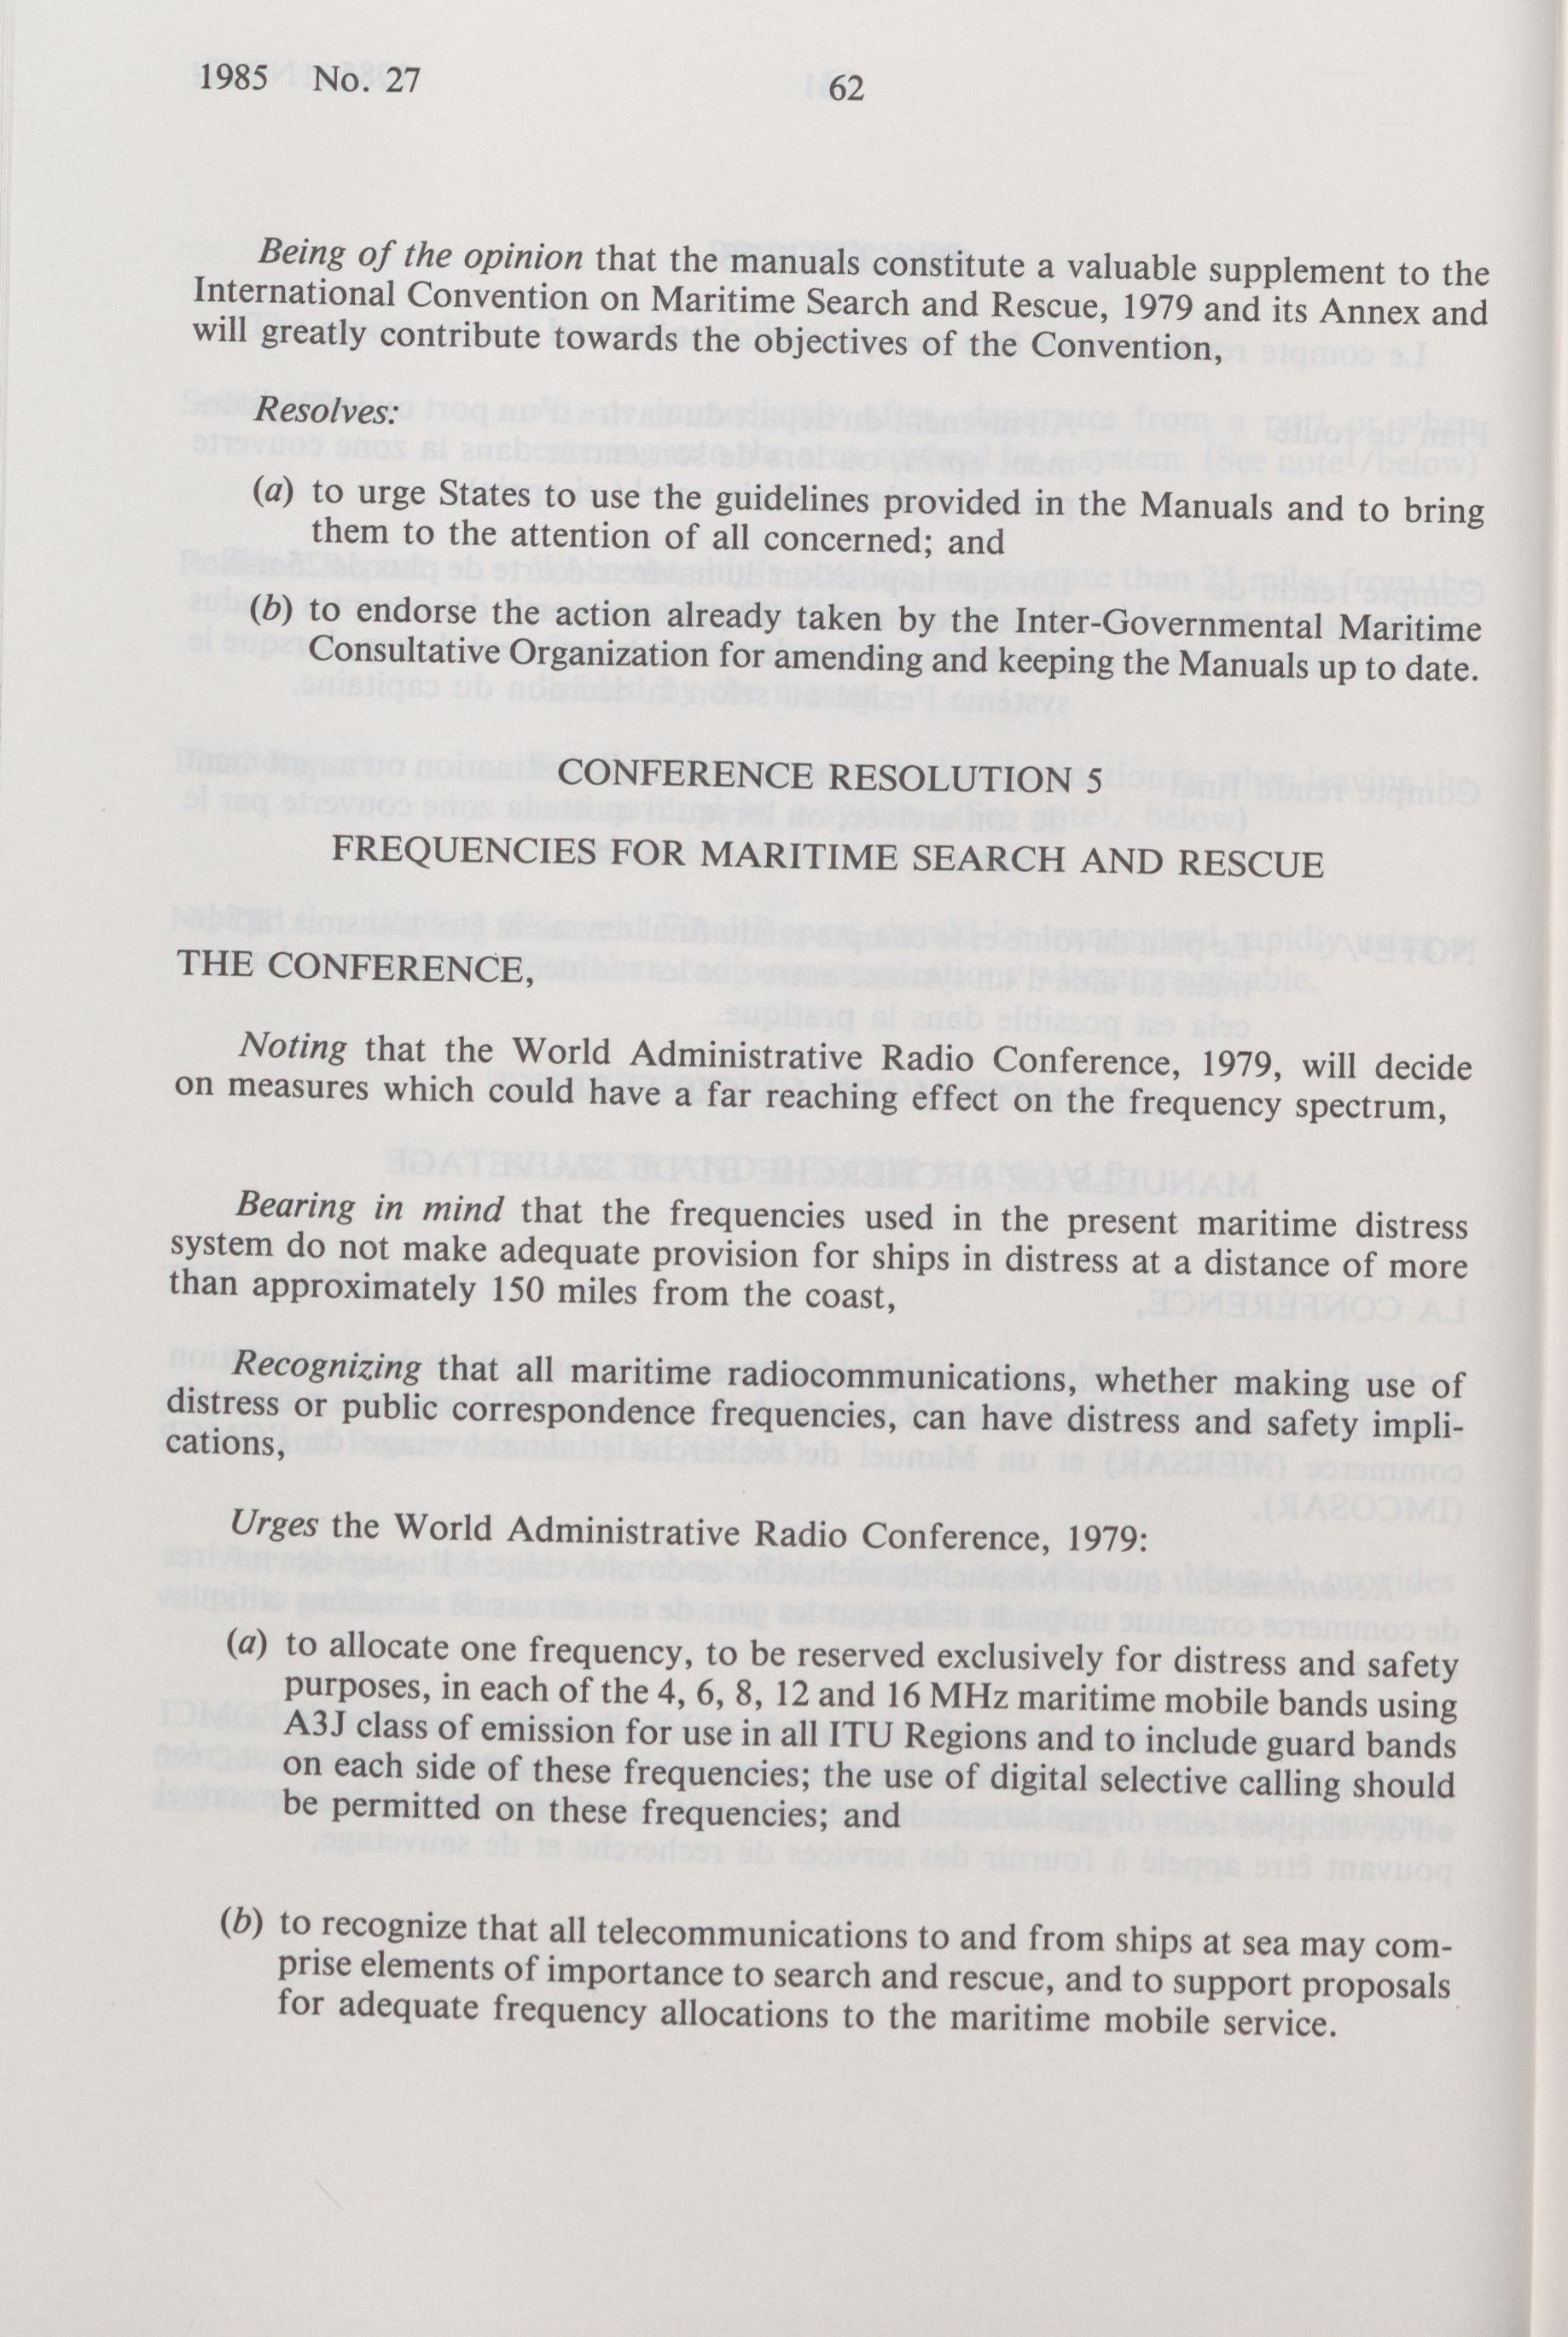 1985 No. 27
62
Being of the opinion that the manuals constitute a valuable supplement to the
International Convention on Maritime Search and Rescue, 1979 and its Annex and
will greatly contribute towards the objectives of the Convention,
Resolves:
(a) to urge States to use the guidelines provided in the Manuals and to bring
them to the attention of all concerned; and
(b) to endorse the action already taken by the Inter-Governmental Maritime
Consultative Organization for amending and keeping the Manuals up to date.
CONFERENCE RESOLUTION 5
FREQUENCIES FOR MARITIME SEARCH AND RESCUE
THE CONFERENCE,
Noting that the World Administrative Radio Conference, 1979, will decide
on measures which could have a far reaching effect on the frequency spectrum,
Bearing in mind that the frequencies used in the present maritime distress
system do not make adequate provision for ships in distress at a distance of more
than approximately 150 miles from the coast,
Recognizing that all maritime radiocommunications, whether making use of
distress or public correspondence frequencies, can have distress and safety impli-
cations,
Urges the World Administrative Radio Conference, 1979:
(a) to allocate one frequency, to be reserved exclusively for distress and safety
purposes, in each of the 4, 6, 8, 12 and 16 MHz maritime mobile bands using
A3J class of emission for use in all ITU Regions and to include guard bands
on each side of these frequencies; the use of digital selective calling should
be permitted on these frequencies; and
(b) to recognize that all telecommunications to and from ships at sea may com-
prise elements of importance to search and rescue, and to support proposals
for adequate frequency allocations to the maritime mobile service.